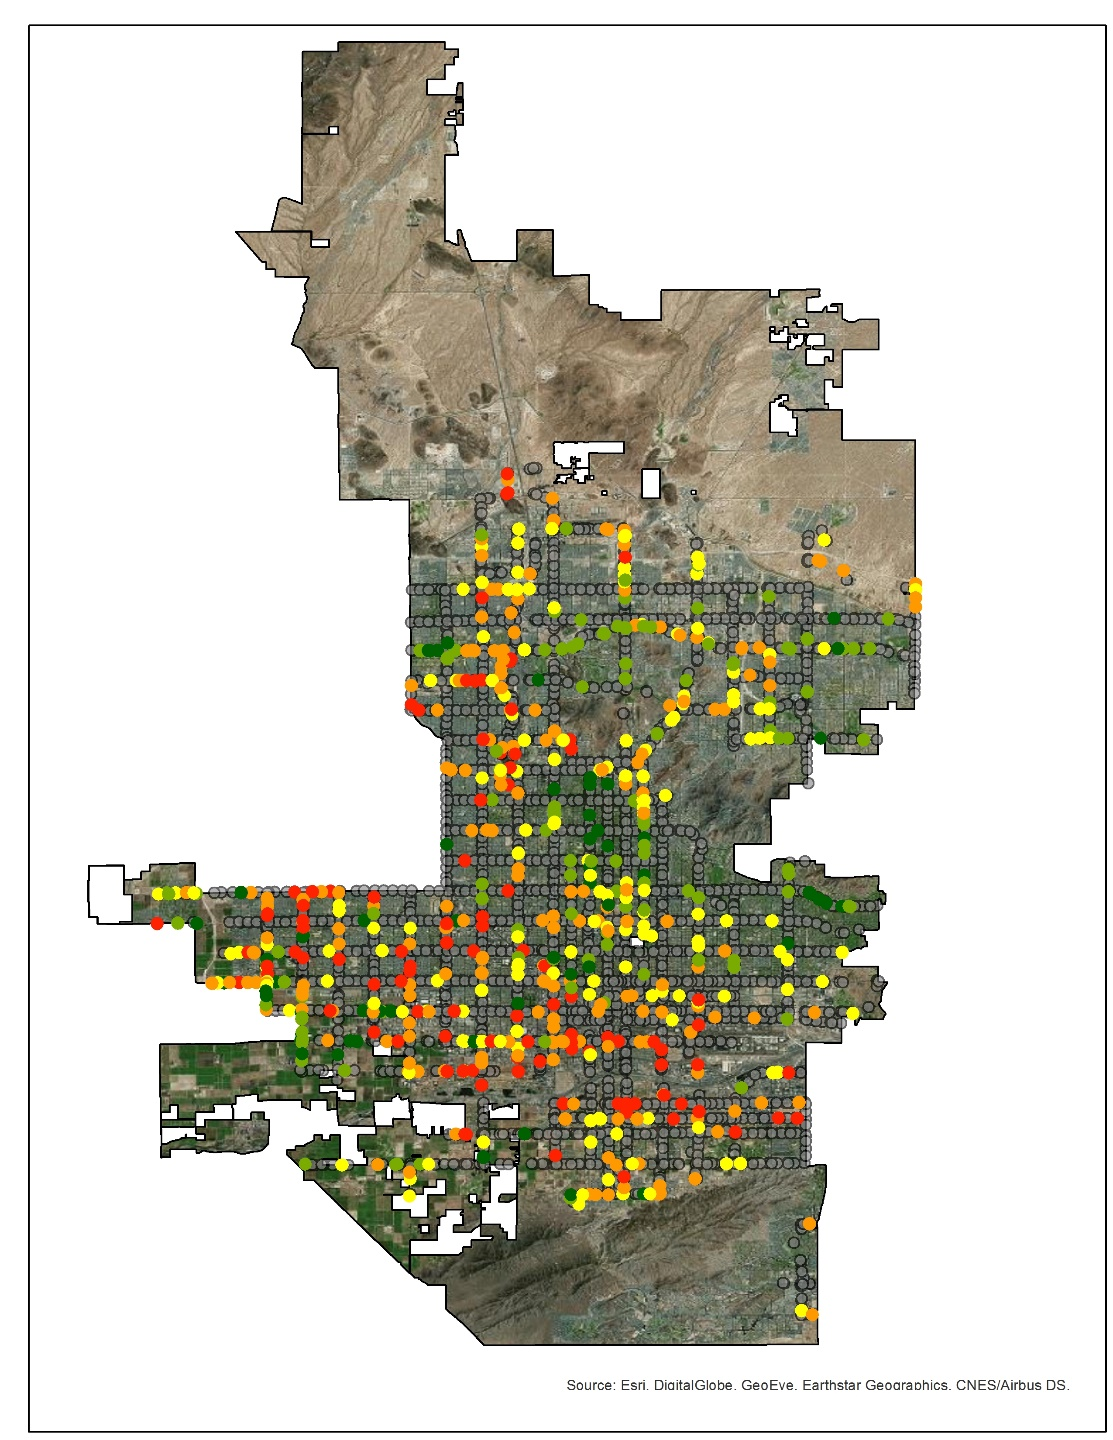 Source: Esri, DigitalGlobe, GeoEye, Earthstar Geographics, CNES/Airbus DS,